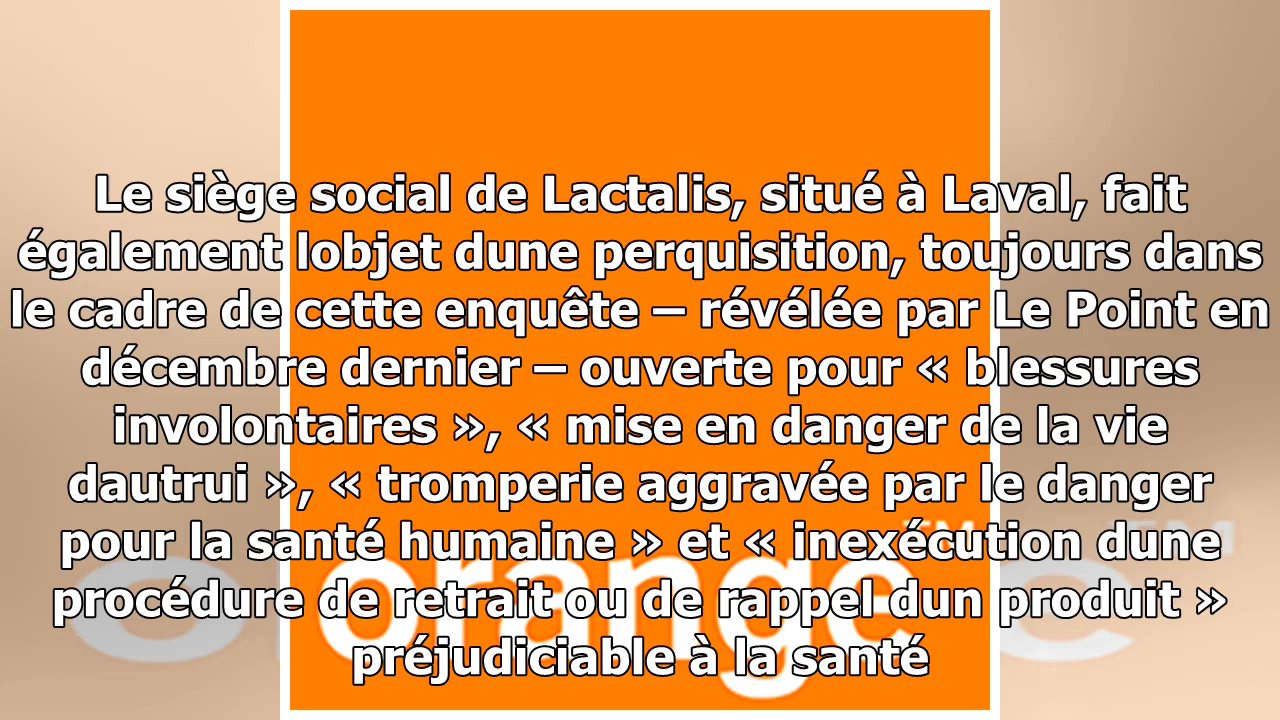 Le siège social de Lactalis, situé à Laval, fait
également lobjet dune perquisition, toujours dans
le cadre de cette enquête – révélée par Le Point en
décembre dernier – ouverte pour « blessures
involontaires », « mise en danger de la vie
dautrui », « tromperie aggravée par le danger
pour la santé humaine » et « inexécution dune
procédure de retrait ou de rappel dun produit »
préjudiciable à la santé
orange™